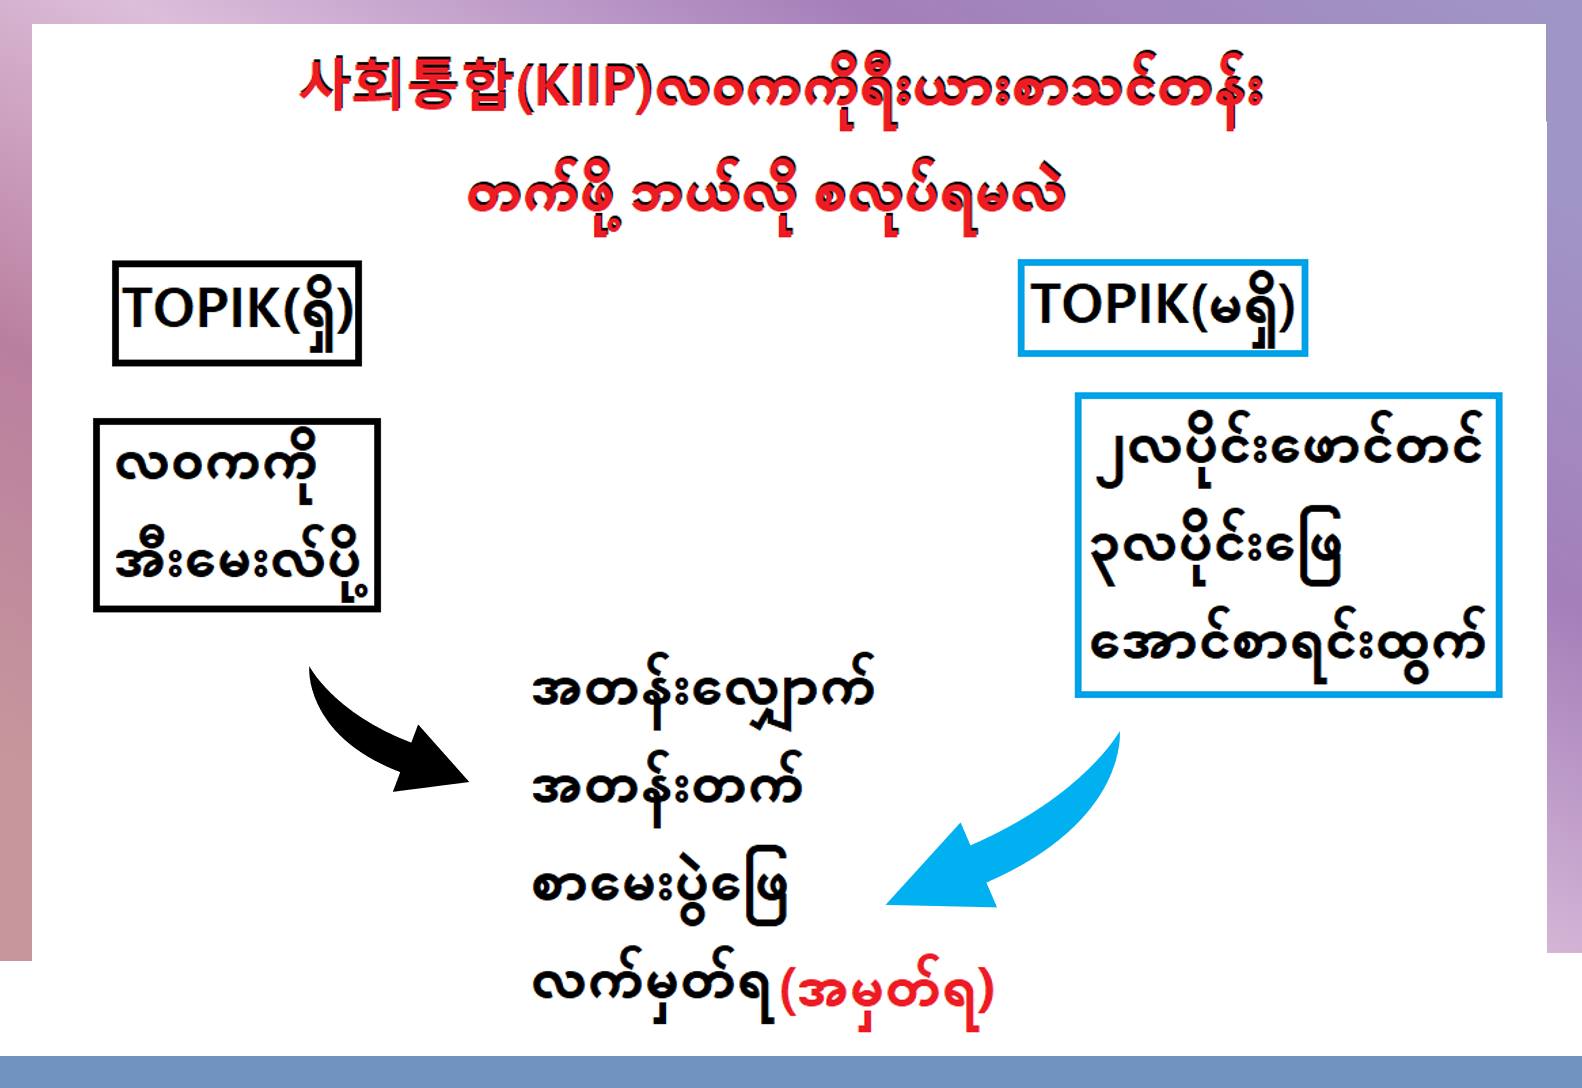 사회통합(KIIP)လ၀ကကိုရီးယားစာသင်တန်း
တက်ဖို့ ဘယ်လို စလုပ်ရမလဲ
TOPIK(ရှိ)
TOPIK(မရှိ)
လ၀ကကို
အီးမေးလ်ပို့
၂လပိုင်းဖောင်တင်
၃လပိုင်းဖြေ
အောင်စာရင်းထွက်
အတန်းလျှောက်
အတန်းတက်
စာမေးပွဲဖြေ
လက်မှတ်ရ(အမှတ်ရ)